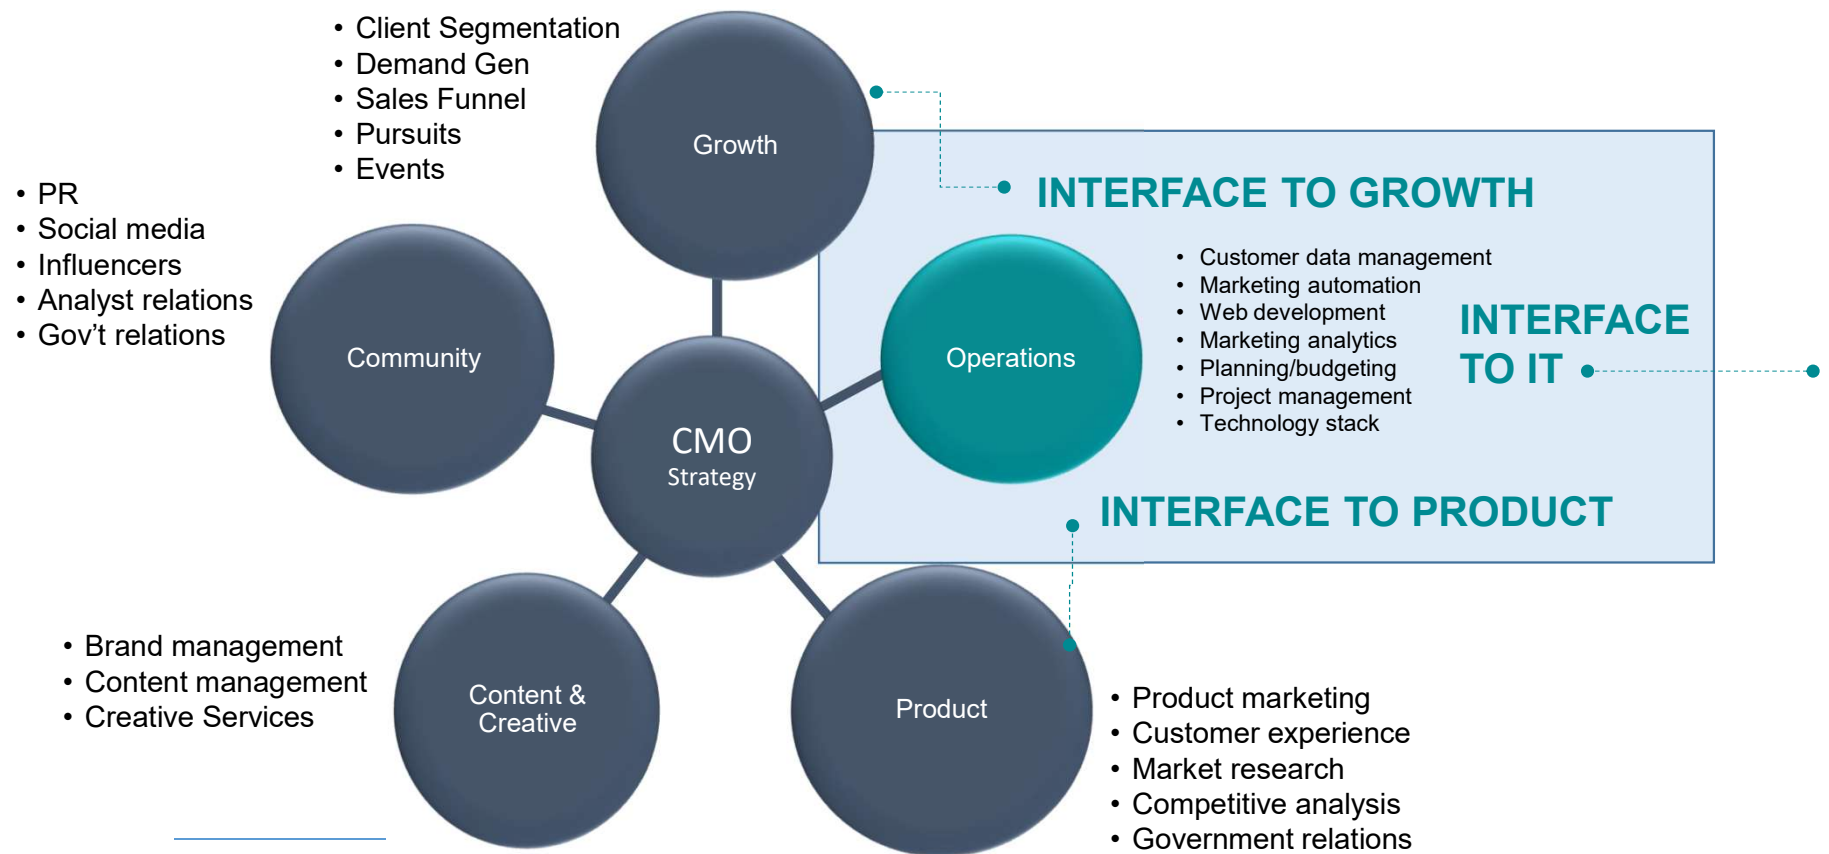 • Client Segmentation
• Demand Gen
• Sales Funnel
• Pursuits
• Events
Growth
• PR
• Social media
• Influencers
• Analyst relations
• Gov’t relations
Community
INTERFACE TO GROWTH
Operations
• Customer data management
• Marketing automation
• Web development
• Marketing analytics
• Planning/budgeting
• Project management
• Technology stack
INTERFACE
TO IT
CMO
Strategy
INTERFACE TO PRODUCT
• Brand management
• Content management
• Creative Services
Content &
Creative
Product
• Product marketing
• Customer experience
• Market research
• Competitive analysis
• Government relations